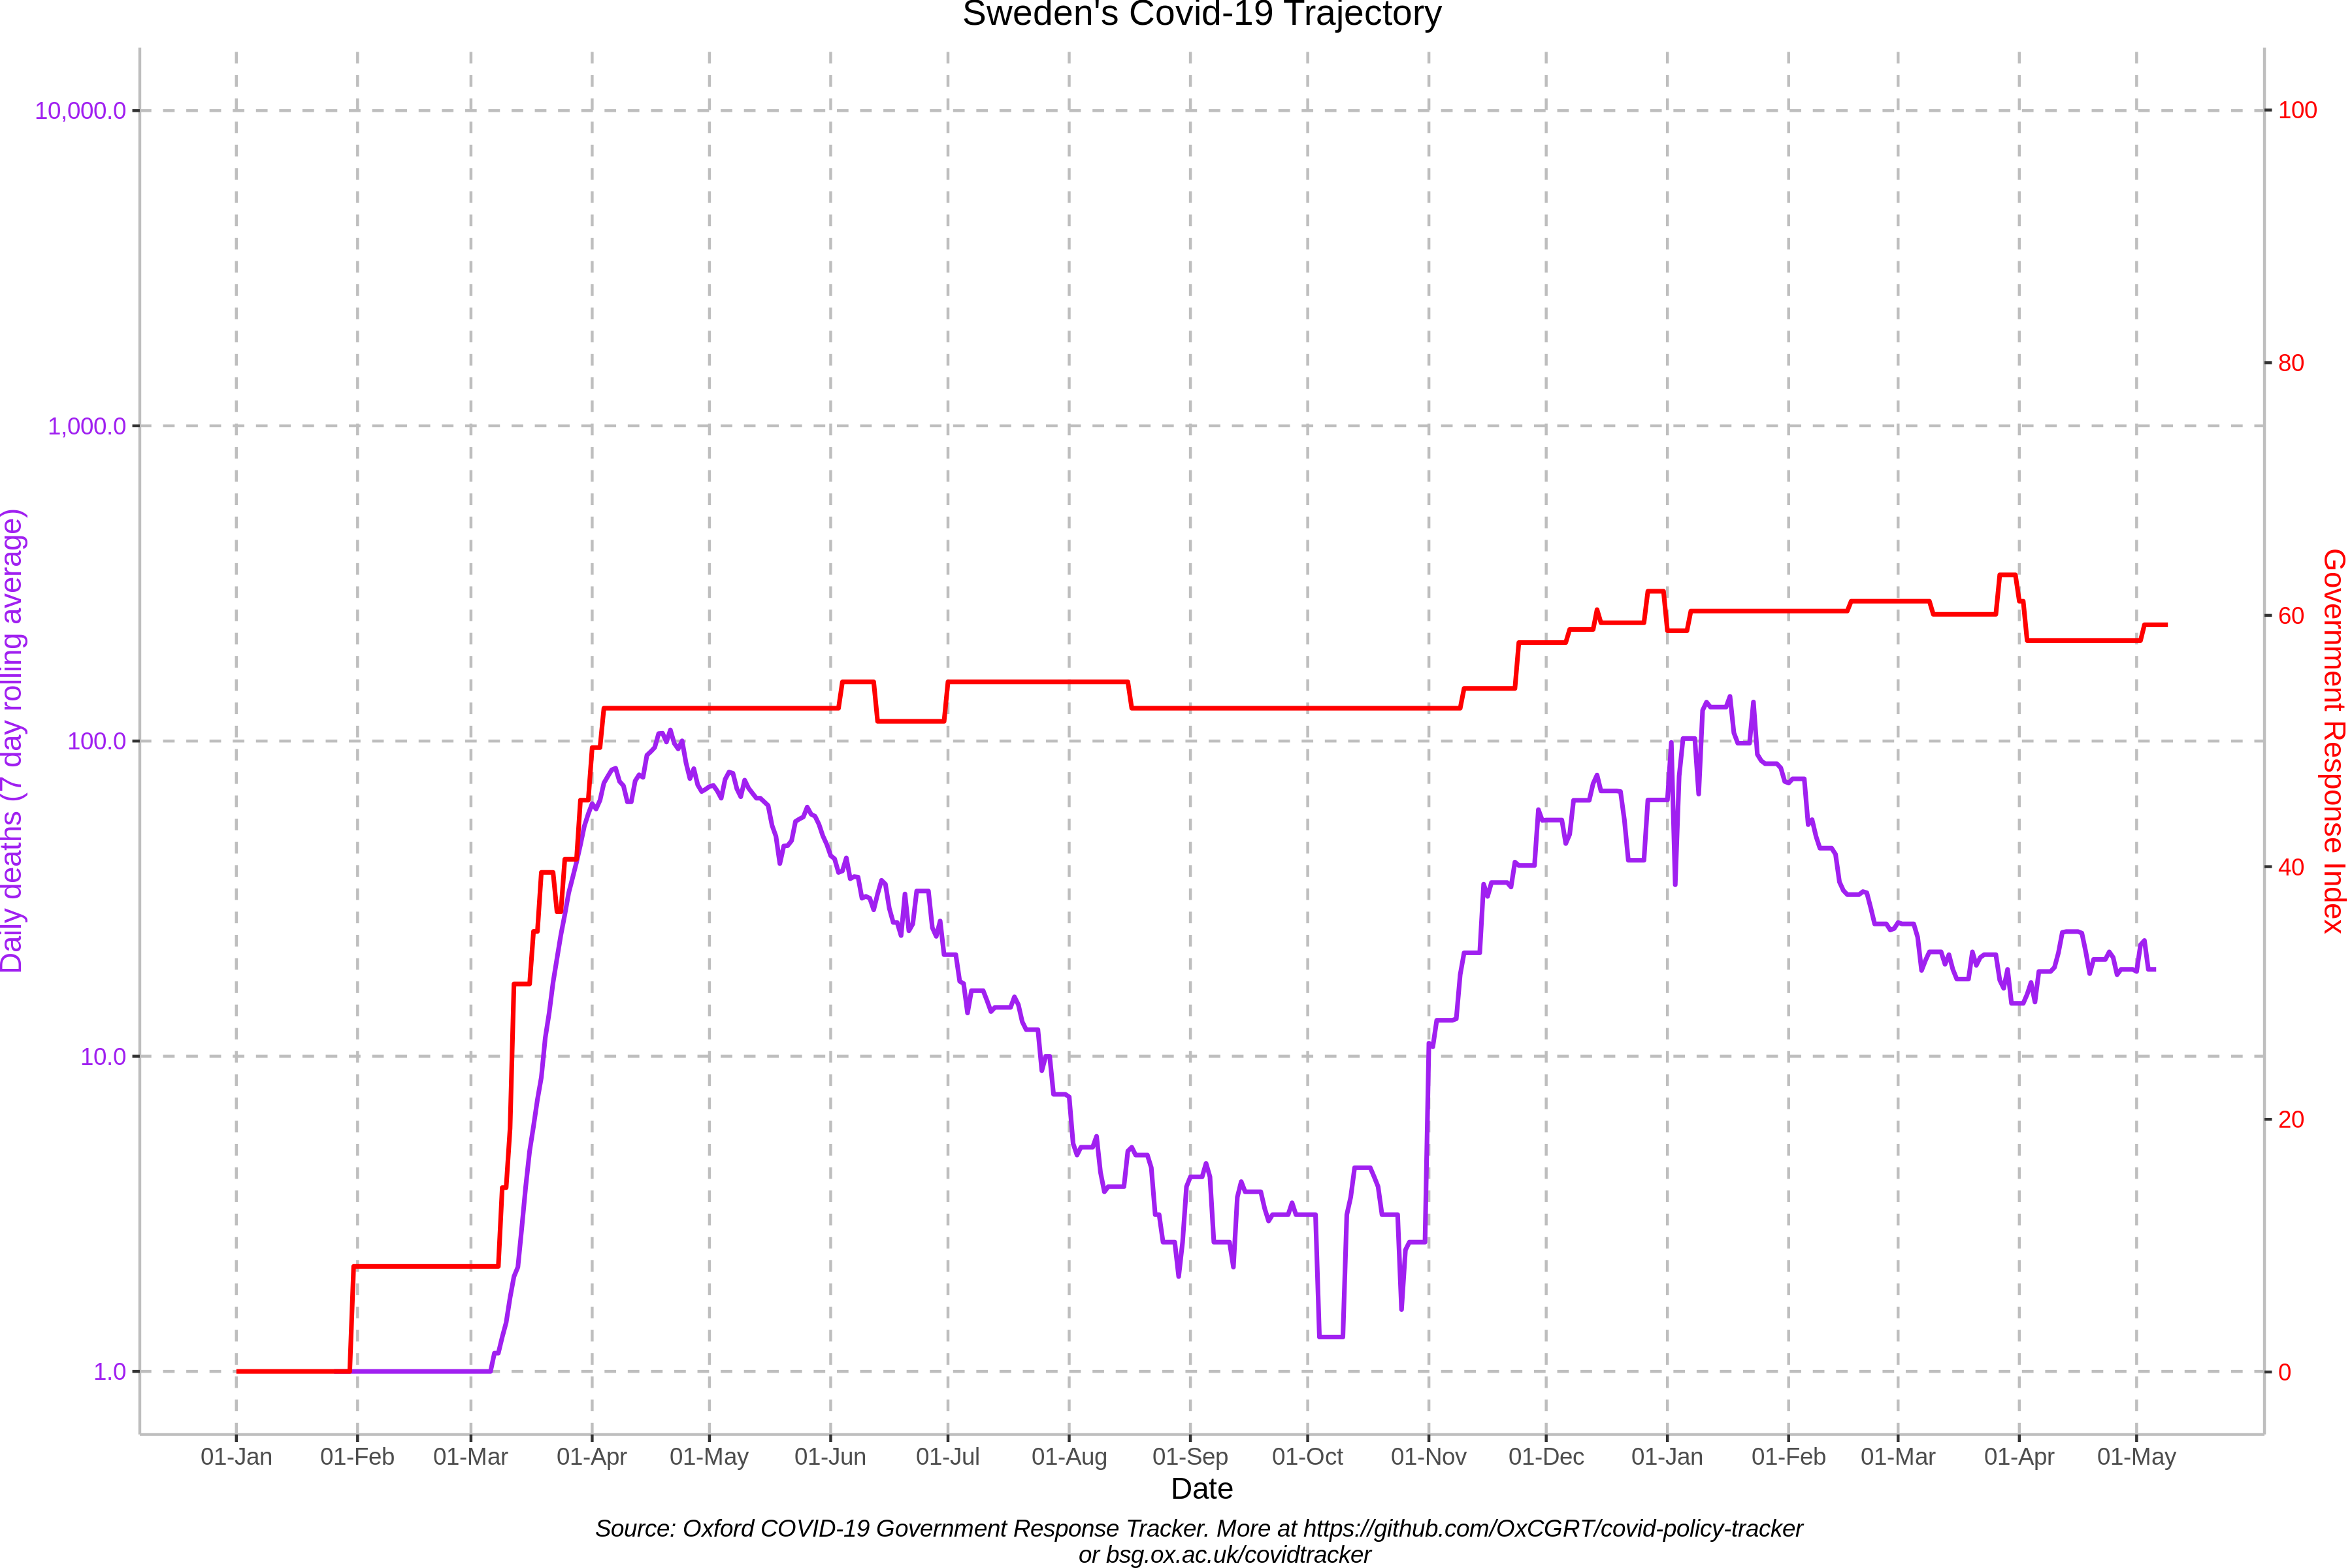 Sweden's Covid-19 Trajectory
10,000.0
1,000.0
100.0
10.0
1.0
Daily deaths (7 day rolling average)
100
80
60
40
20
0
Government Response Index
01-Jan 01-Feb 01-Mar 01-Apr 01-May 01-Jun 01-Jul 01-Aug 01-Sep 01-Oct 01-Nov 01-Dec 01-Jan 01-Feb 01-Mar 01-Apr 01-May
Date
Source: Oxford COVID-19 Government Response Tracker. More at https://github.com/OxCGRT/covid-policy-tracker
or bsg.ox.ac.uk/covidtracker